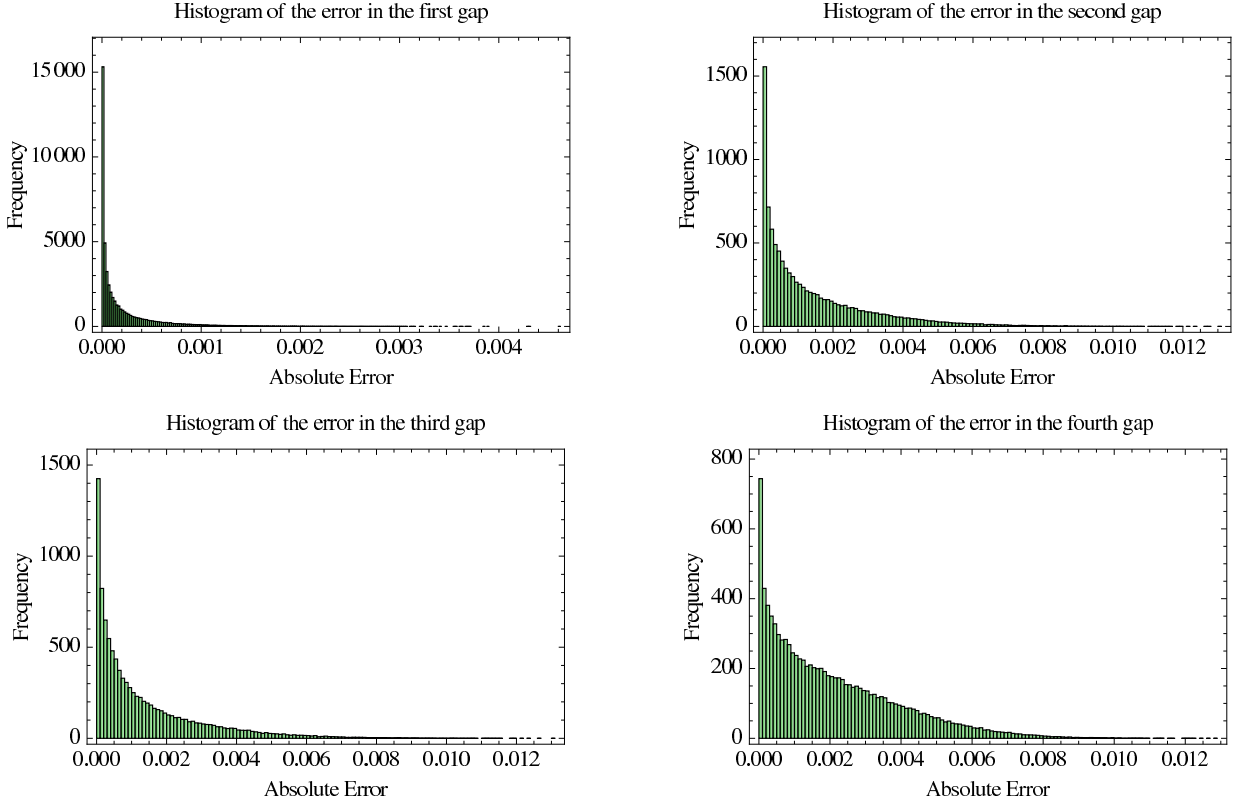 Histogram of the error in the first gap
15000
10000
5000
0
Frequency
0.000 0.001 0.002 0.003 0.004
Absolute Error
Histogram of the error in the second gap
1500
1000
500
0
Frequency
0.000 0.002 0.004 0.006 0.008 0.010 0.012
Absolute Error
Histogram of the error in the third gap
1500
1000
500
0
Frequency
0.000 0.002 0.004 0.006 0.008 0.010 0.012
Absolute Error
Histogram of the error in the fourth gap
800
600
400
200
0
Frequency
0.000 0.002 0.004 0.006 0.008 0.010 0.012
Absolute Error